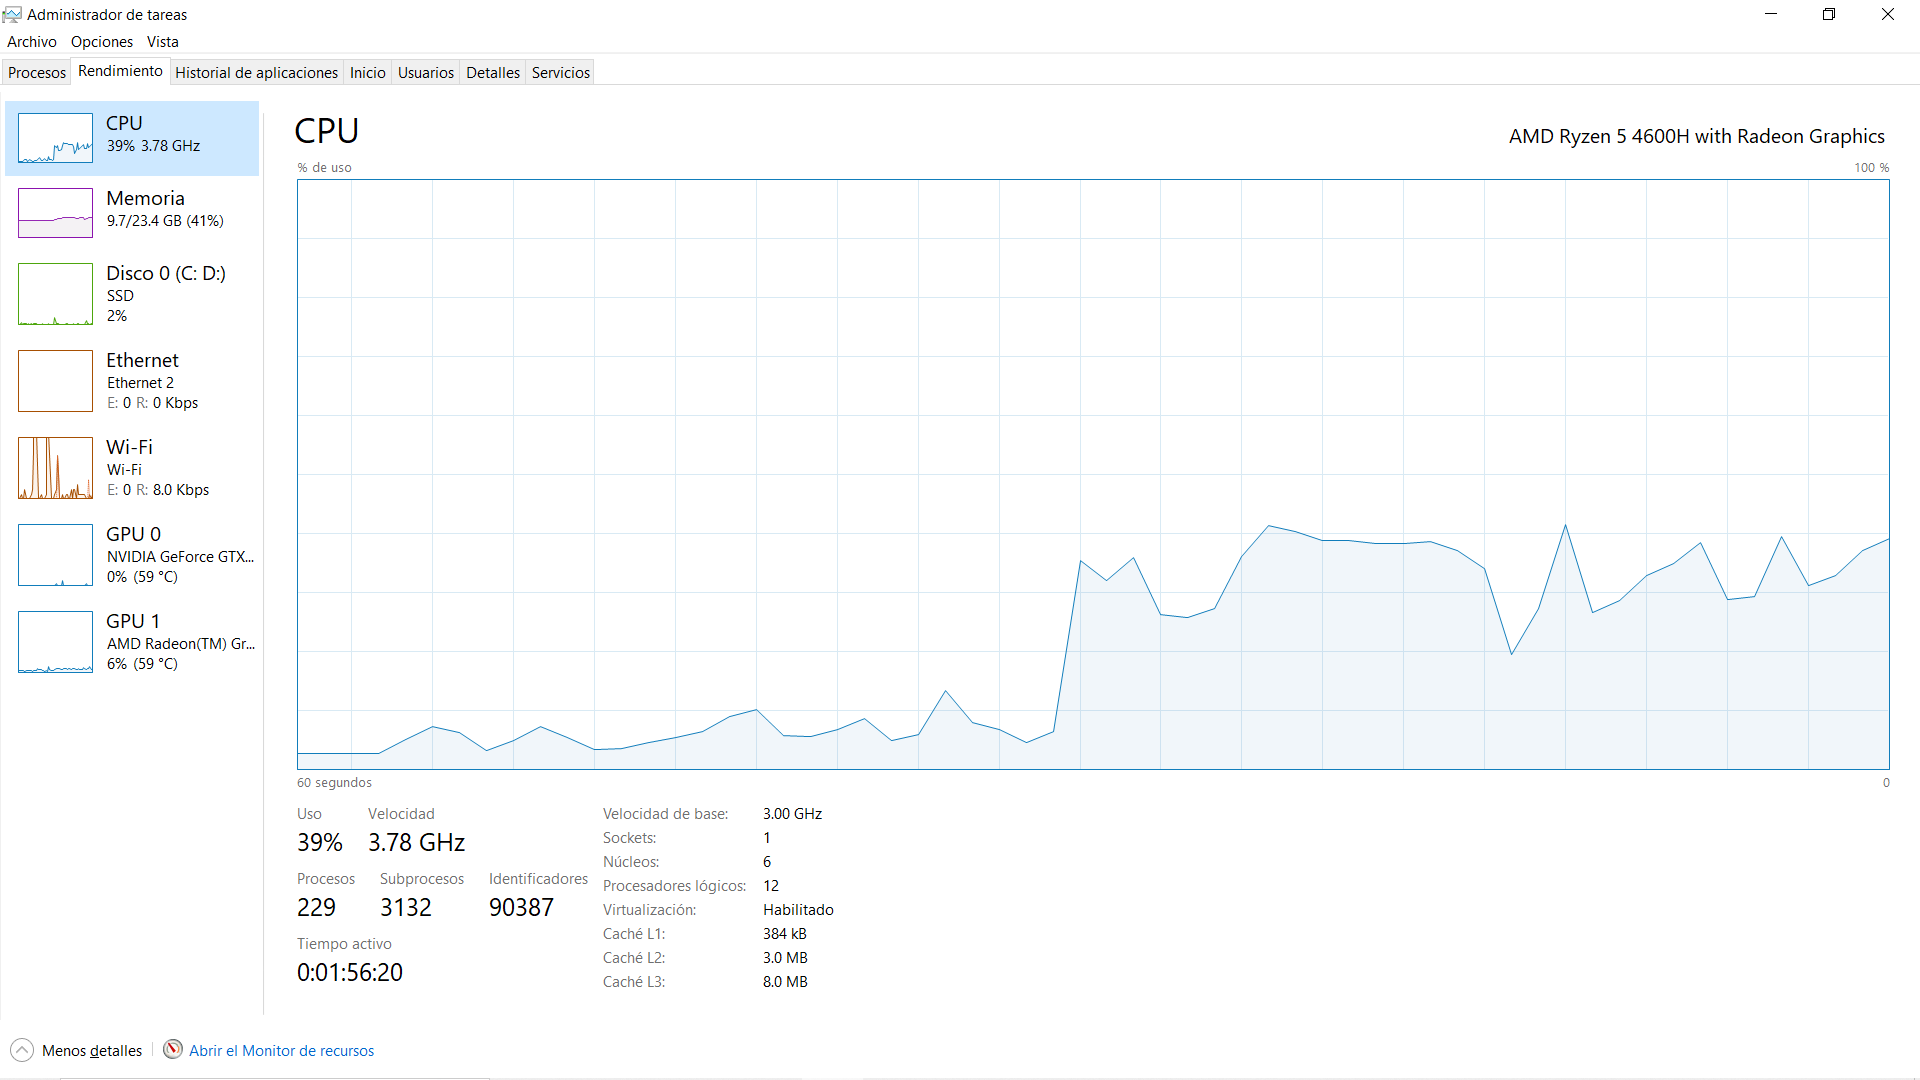 Administrador de tareas
Archivo Opciones Vista
Procesos Rendimiento Historial de aplicaciones Inicio Usuarios Detalles Servicios
CPU
39% 3.78 GHz
Memoria
9.7/23.4 GB (41%)
Disco 0 (C: D:)
SSD
2%
Ethernet
Ethernet 2
E: 0 R: 0 Kbps
Wi-Fi
Wi-Fi
E: 0 R: 8.0 Kbps
GPU 0
NVIDIA GeForce GTX...
0% (59 °C)
GPU 1
AMD Radeon(TM) Gr...
6% (59 °C)
CPU
AMD Ryzen 5 4600H with Radeon Graphics
% de uso 100 %
60 segundos 0
Uso Velocidad
39% 3.78 GHz
Procesos Subprocesos Identificadores
229 3132 90387
Tiempo activo
0:01:56:20
Velocidad de base: 3.00 GHz
Sockets: 1
Núcleos: 6
Procesadores lógicos: 12
Virtualización: Habilitado
Caché L1: 384 kB
Caché L2: 3.0 MB
Caché L3: 8.0 MB
Menos detalles Abrir el Monitor de recursos